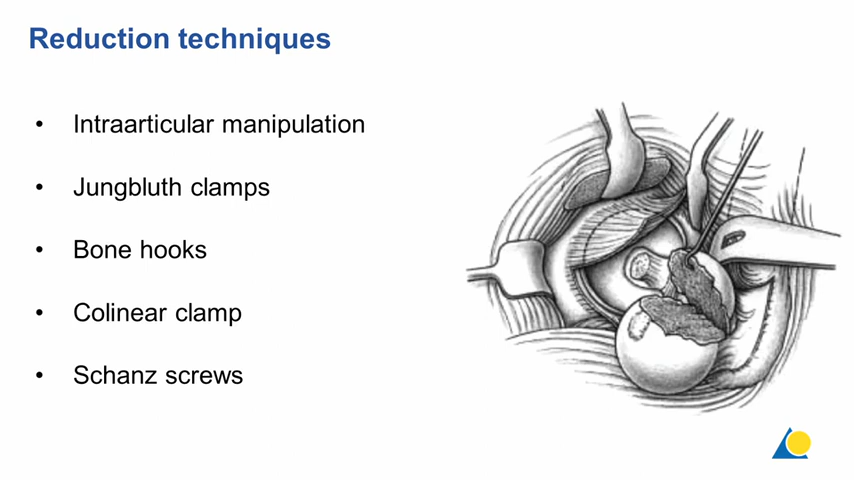 Reduction techniques
• Intraarticular manipulation
• Jungbluth clamps
• Bone hooks
• Colinear clamp
• Schanz screws